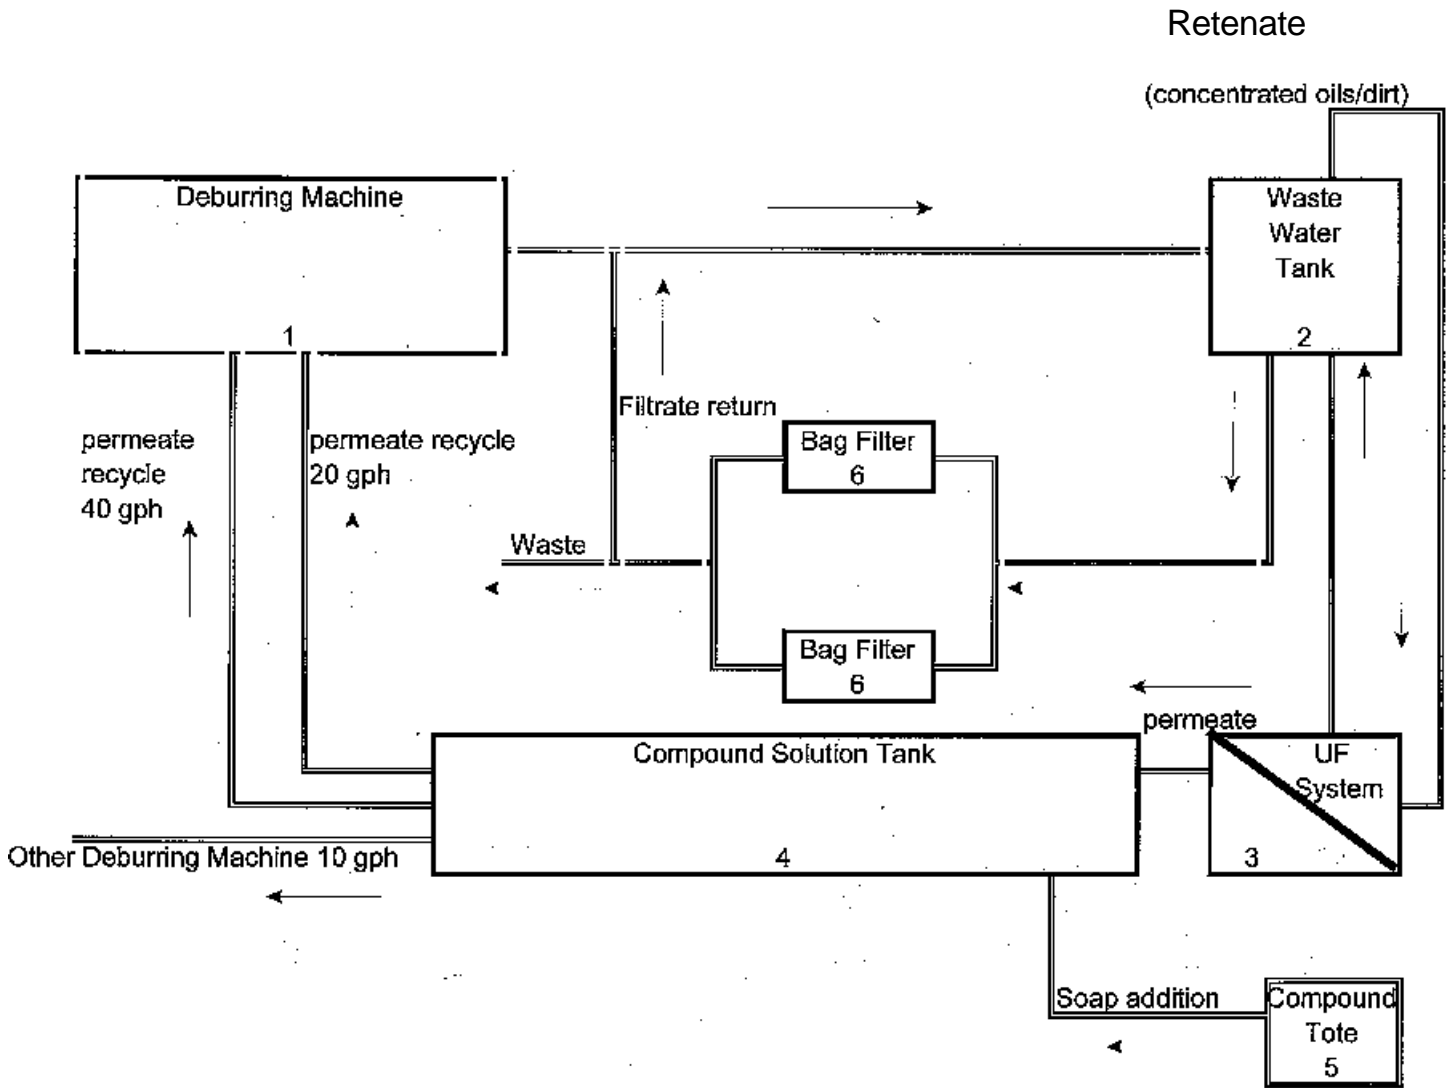 Retenate
(concentrated oils/dirt)
Deburring Machine
1
Waste
Water
Tank
2
permeate
recycle
40 gph
permeate recycle
20 gph
Filtrate return
Bag Filter
6
Waste
Bag Filter
6
permeate
Compound Solution Tank
4
UF
System
3
Other Deburring Machine 10 gph
Soap addition
Compound
Tote
5